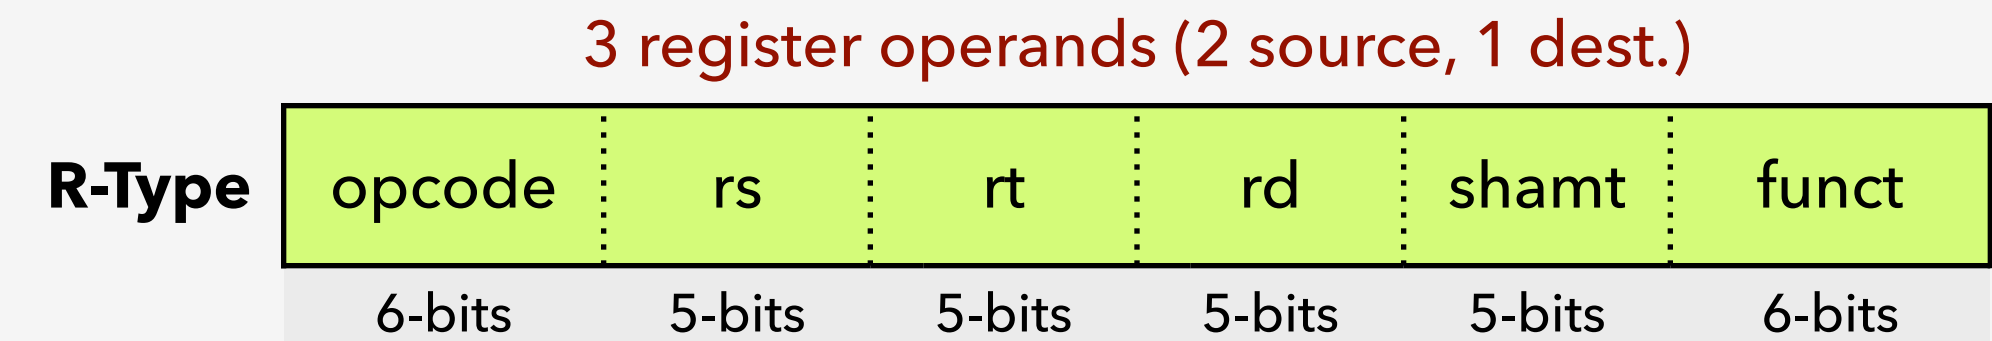 3 register operands (2 source, 1 dest.)
R-Type opcode rs rt rd shamt funct
6-bits 5-bits 5-bits 5-bits 5-bits 6-bits